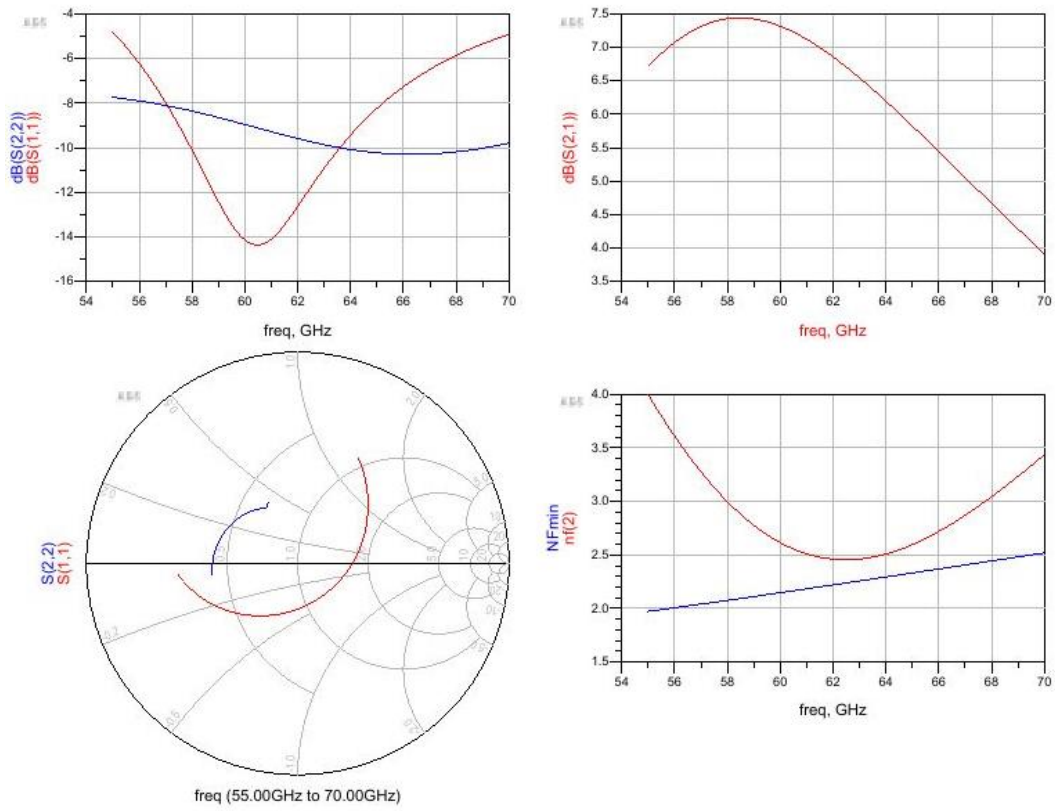 dB(S(2,2))
dB(S(1,1))
-4
-6
-8
-10
-12
-14
-16
54 56 58 60 62 64 66 68 70
freq, GHz
dB(S(2,1))
7.5
7.0
6.5
6.0
5.5
5.0
4.5
4.0
3.5
54 56 58 60 62 64 66 68 70
freq, GHz
S(2,2)
S(1,1)
freq (55.00GHz to 70.00GHz)
NFmin
nf(2)
4.0
3.5
3.0
2.5
2.0
1.5
54 56 58 60 62 64 66 68 70
freq, GHz